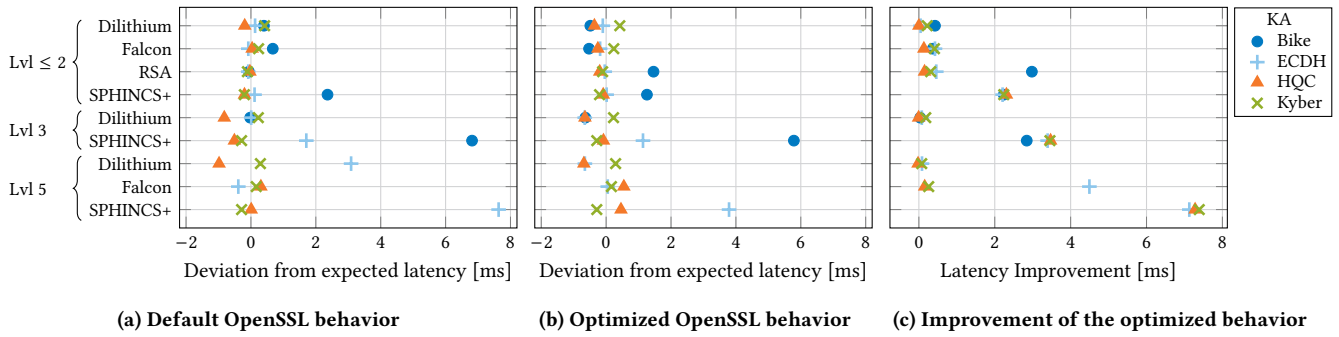 Lvl ≤ 2
Lvl 3
Lvl 5
Dilithium
Falcon
RSA
SPHINCS+
Dilithium
SPHINCS+
Dilithium
Falcon
SPHINCS+
−2 0 2 4 6 8
Deviation from expected latency [ms]
(a) Default OpenSSL behavior
−2 0 2 4 6 8
Deviation from expected latency [ms]
(b) Optimized OpenSSL behavior
0 2 4 6 8
Latency Improvement [ms]
(c) Improvement of the optimized behavior
KA
Bike
ECDH
HQC
Kyber